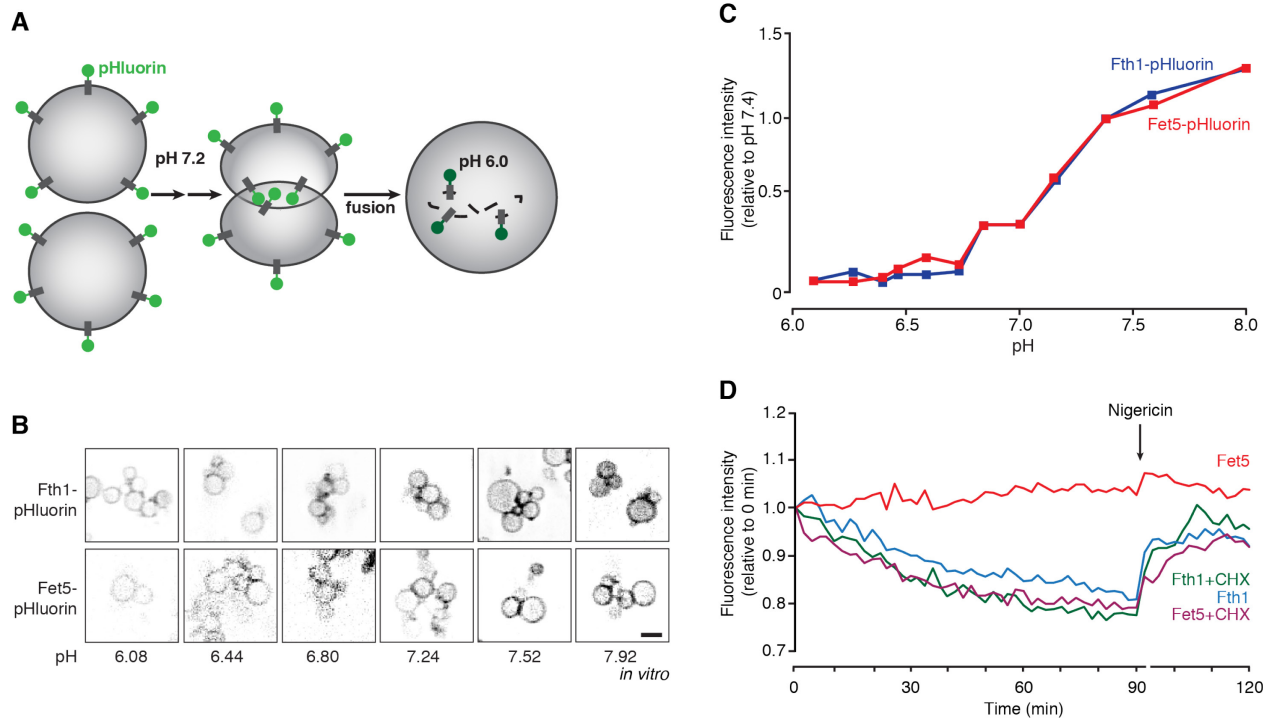 A
pHluorin
pH 7.2
fusion
pH 6.0
B
Fth1-
pHluorin
Fet5-
pHluorin
pH
6.08
6.44
6.80
7.24
7.52
7.92
in vitro
C
Fluorescence intensity
(relative to pH 7.4)
1.5
1.0
0.5
0
Fth1-pHluorin
Fet5-pHluorin
6.0
6.5
7.0
7.5
8.0
pH
D
Fluorescence intensity
(relative to 0 min)
1.2
1.1
1.0
0.9
0.8
0.7
Nigericin
Fet5
Fth1+CHX
Fth1
Fet5+CHX
0
30
60
90
120
Time (min)